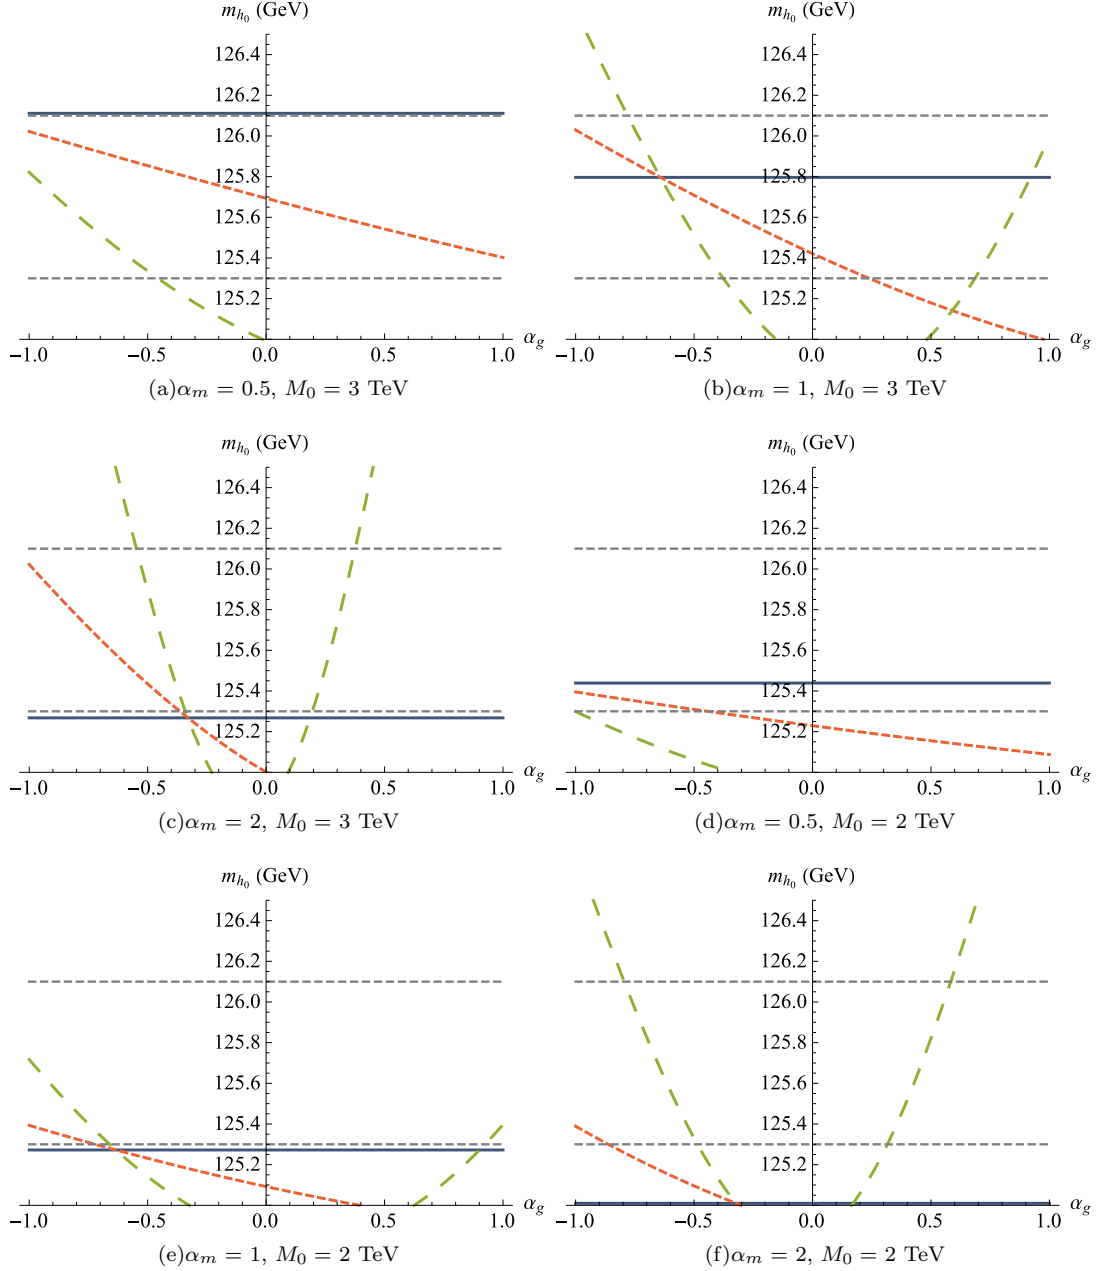 m_{h_0} (GeV)
126.4
126.2
126.0
125.8
125.6
125.4
125.2
−1.0 −0.5 0.0 0.5 1.0 α_g
(a)α_m = 0.5, M_0 = 3 TeV
m_{h_0} (GeV)
126.4
126.2
126.0
125.8
125.6
125.4
125.2
−1.0 −0.5 0.0 0.5 1.0 α_g
(b)α_m = 1, M_0 = 3 TeV
m_{h_0} (GeV)
126.4
126.2
126.0
125.8
125.6
125.4
125.2
−1.0 −0.5 0.0 0.5 1.0 α_g
(c)α_m = 2, M_0 = 3 TeV
m_{h_0} (GeV)
126.4
126.2
126.0
125.8
125.6
125.4
125.2
−1.0 −0.5 0.0 0.5 1.0 α_g
(d)α_m = 0.5, M_0 = 2 TeV
m_{h_0} (GeV)
126.4
126.2
126.0
125.8
125.6
125.4
125.2
−1.0 −0.5 0.0 0.5 1.0 α_g
(e)α_m = 1, M_0 = 2 TeV
m_{h_0} (GeV)
126.4
126.2
126.0
125.8
125.6
125.4
125.2
−1.0 −0.5 0.0 0.5 1.0 α_g
(f)α_m = 2, M_0 = 2 TeV